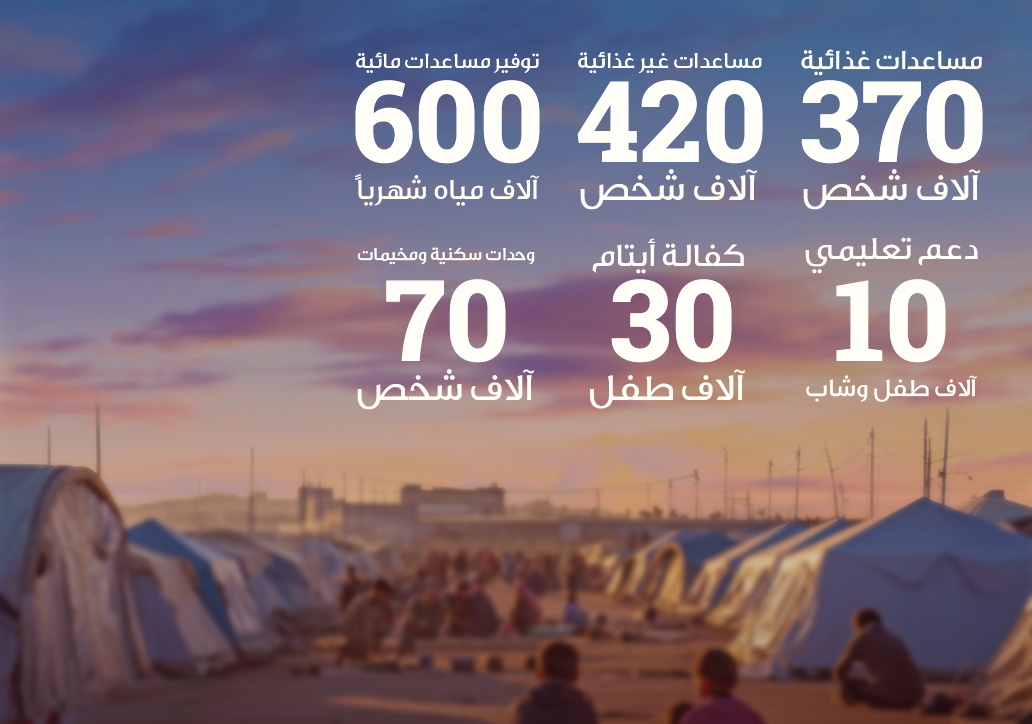 مساعدات غذائية
370
آلاف شخص
مساعدات غير غذائية
420
آلاف شخص
توفير مساعدات مائية
600
آلاف مياه شهرياً
دعم تعليمي
10
آلاف طفل وشاب
كفالة أيتام
30
آلاف طفل
وحدات سكنية ومخيمات
70
آلاف شخص